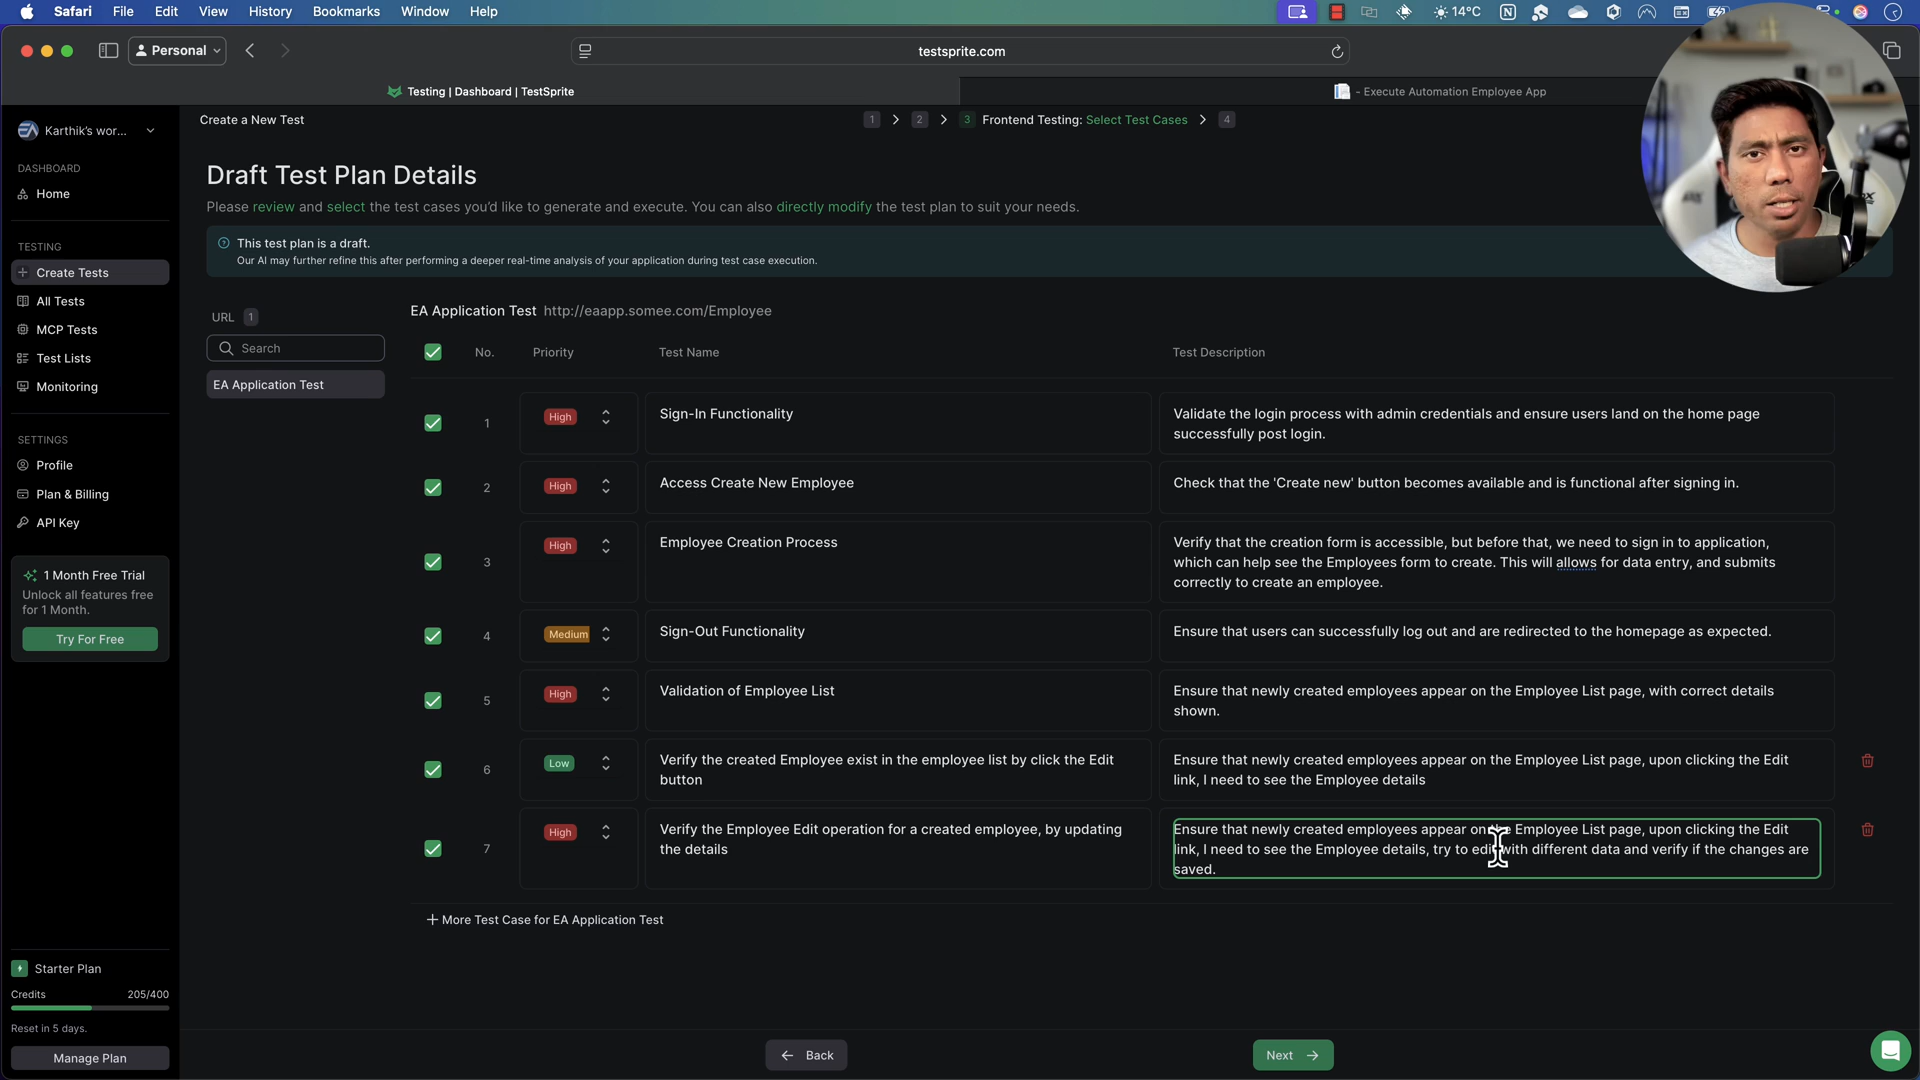 Safari File Edit View History Bookmarks Window Help 14°C
Personal
testsprite.com
Testing | Dashboard | TestSprite
- Execute Automation Employee App
Karthik's wor...
Create a New Test
1 > 2 > 3 Frontend Testing: Select Test Cases > 4
DASHBOARD
Home
TESTING
Create Tests
All Tests
MCP Tests
Test Lists
Monitoring
SETTINGS
Profile
Plan & Billing
API Key
1 Month Free Trial
Unlock all features free
for 1 Month.
Try For Free
Starter Plan
Credits 205/400
Reset in 5 days.
Manage Plan
Draft Test Plan Details
Please review and select the test cases you'd like to generate and execute. You can also directly modify the test plan to suit your needs.
This test plan is a draft.
Our AI may further refine this after performing a deeper real-time analysis of your application during test case execution.
URL 1
Search
EA Application Test
EA Application Test http://eaapp.somee.com/Employee
No. Priority Test Name Test Description
1 High Sign-In Functionality Validate the login process with admin credentials and ensure users land on the home page
successfully post login.
2 High Access Create New Employee Check that the 'Create new' button becomes available and is functional after signing in.
3 High Employee Creation Process Verify that the creation form is accessible, but before that, we need to sign in to application,
which can help see the Employees form to create. This will allows for data entry, and submits
correctly to create an employee.
4 Medium Sign-Out Functionality Ensure that users can successfully log out and are redirected to the homepage as expected.
5 High Validation of Employee List Ensure that newly created employees appear on the Employee List page, with correct details
shown.
6 Low Verify the created Employee exist in the employee list by click the Edit Ensure that newly created employees appear on the Employee List page, upon clicking the Edit
button link, I need to see the Employee details
7 High Verify the Employee Edit operation for a created employee, by updating Ensure that newly created employees appear on the Employee List page, upon clicking the Edit
the details link, I need to see the Employee details, try to edit with different data and verify if the changes are
saved.
+ More Test Case for EA Application Test
Back
Next